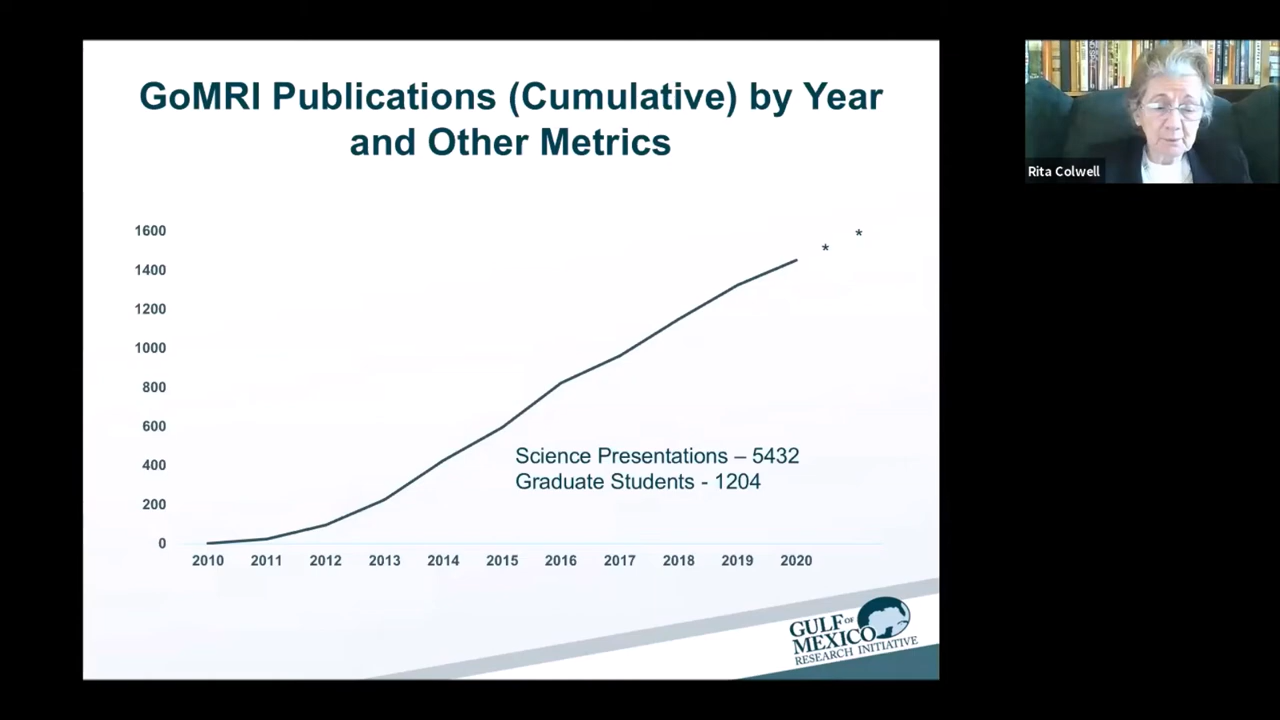 GoMRI Publications (Cumulative) by Year
and Other Metrics
Rita Colwell
1600
1400
1200
1000
800
600
400
200
0
* *
Science Presentations – 5432
Graduate Students - 1204
2010 2011 2012 2013 2014 2015 2016 2017 2018 2019 2020
GULF OF
MEXICO
RESEARCH INITIATIVE